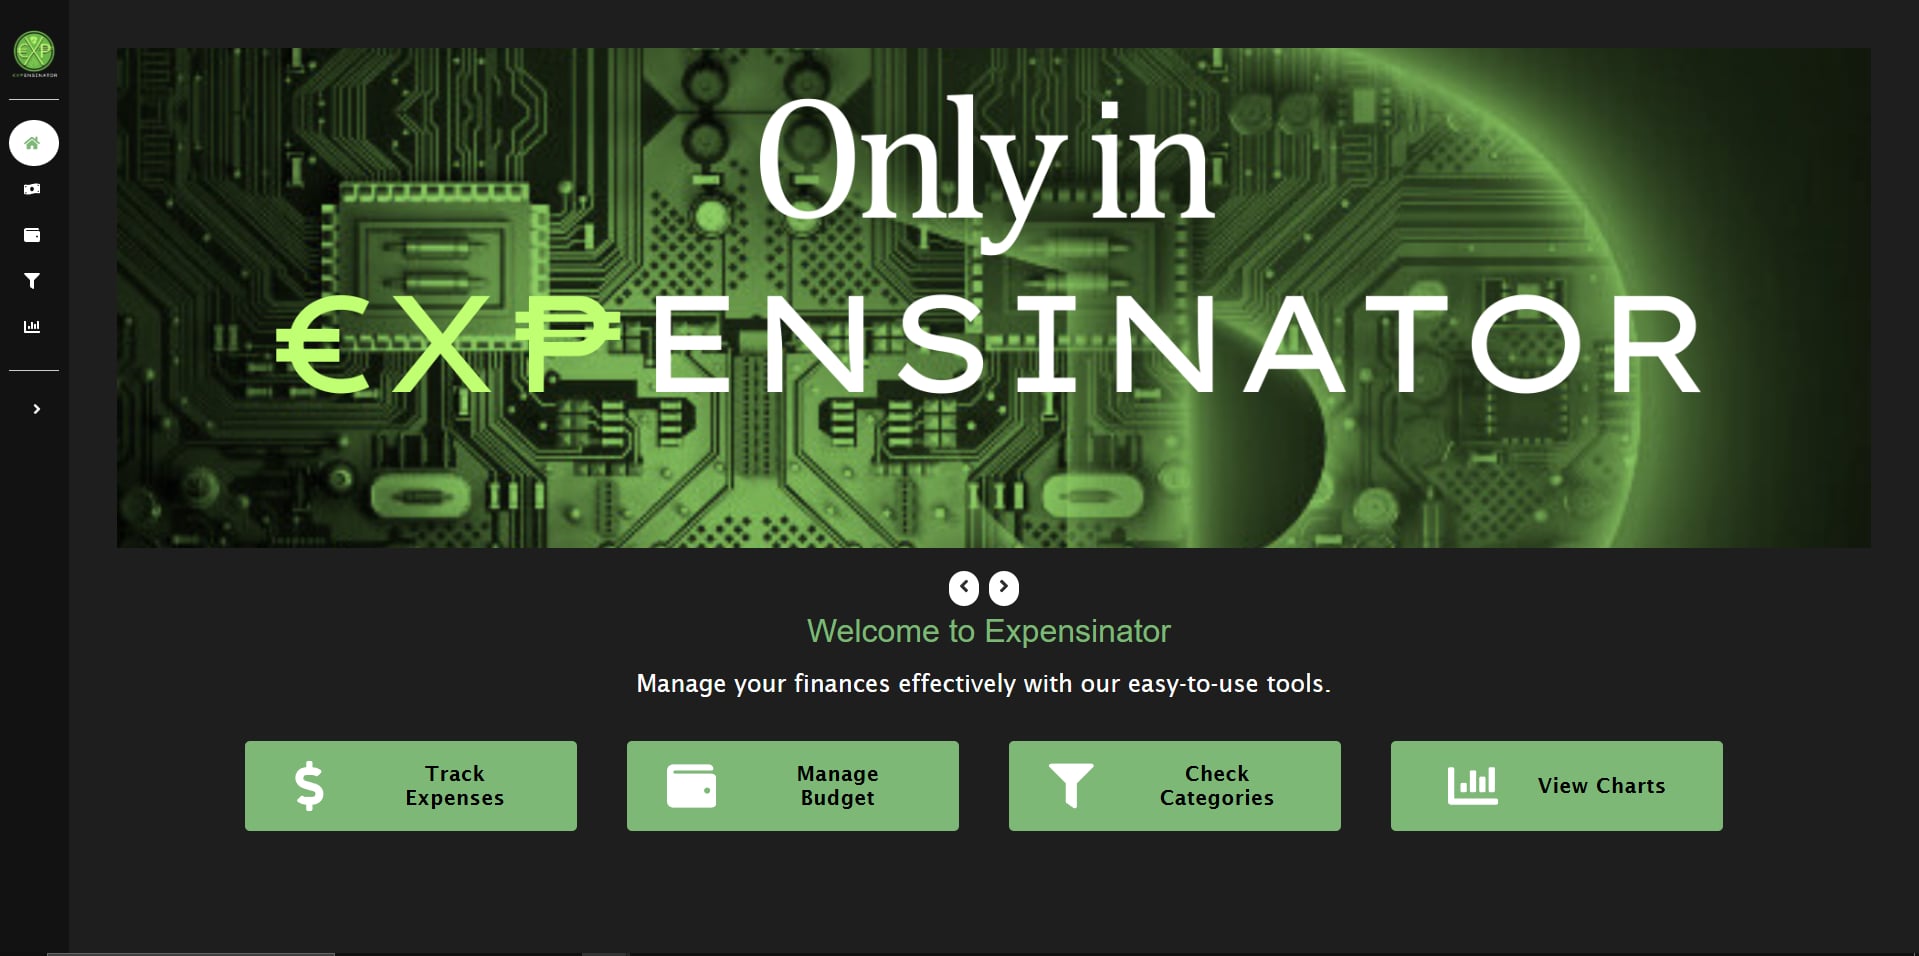 €XP
EXPENSINATOR
Only in
€X₱ENSINATOR
Welcome to Expensinator
Manage your finances effectively with our easy-to-use tools.
Track
Expenses
Manage
Budget
Check
Categories
View Charts